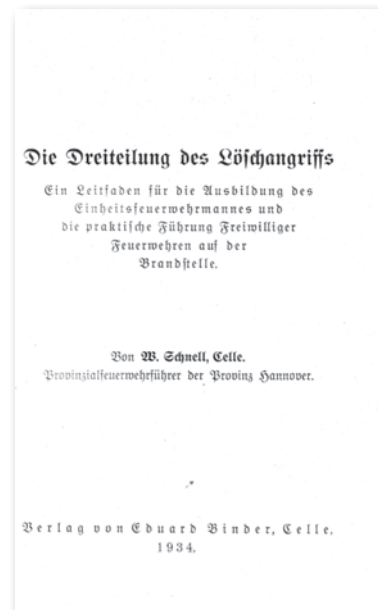 Die Dreiteilung des Löschangriffs
Ein Leitfaden für die Ausbildung des
Einheitsfeuerwehrmannes und
die praktische Führung Freiwilliger
Feuerwehren auf der
Brandstelle.
Von W. Schnell, Celle.
Provinzialfeuerwehrführer der Provinz Hannover.
Verlag von Eduard Binder, Celle.
1934.